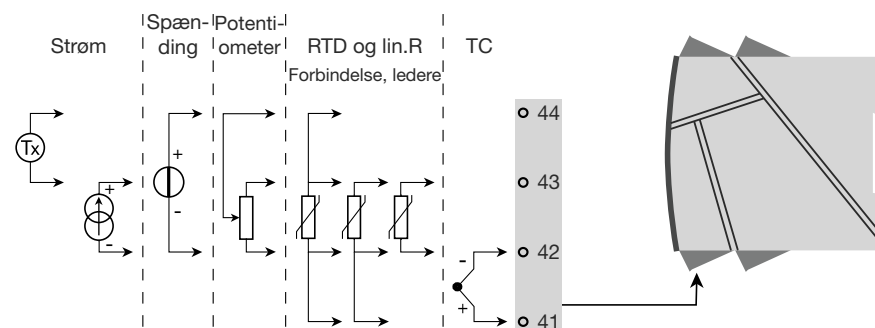 Strøm
Spæn-
ding
Potenti-
ometer
RTD og lin.R
Forbindelse, ledere
TC
Tx
+
-
+
-
-
+
44
43
42
41